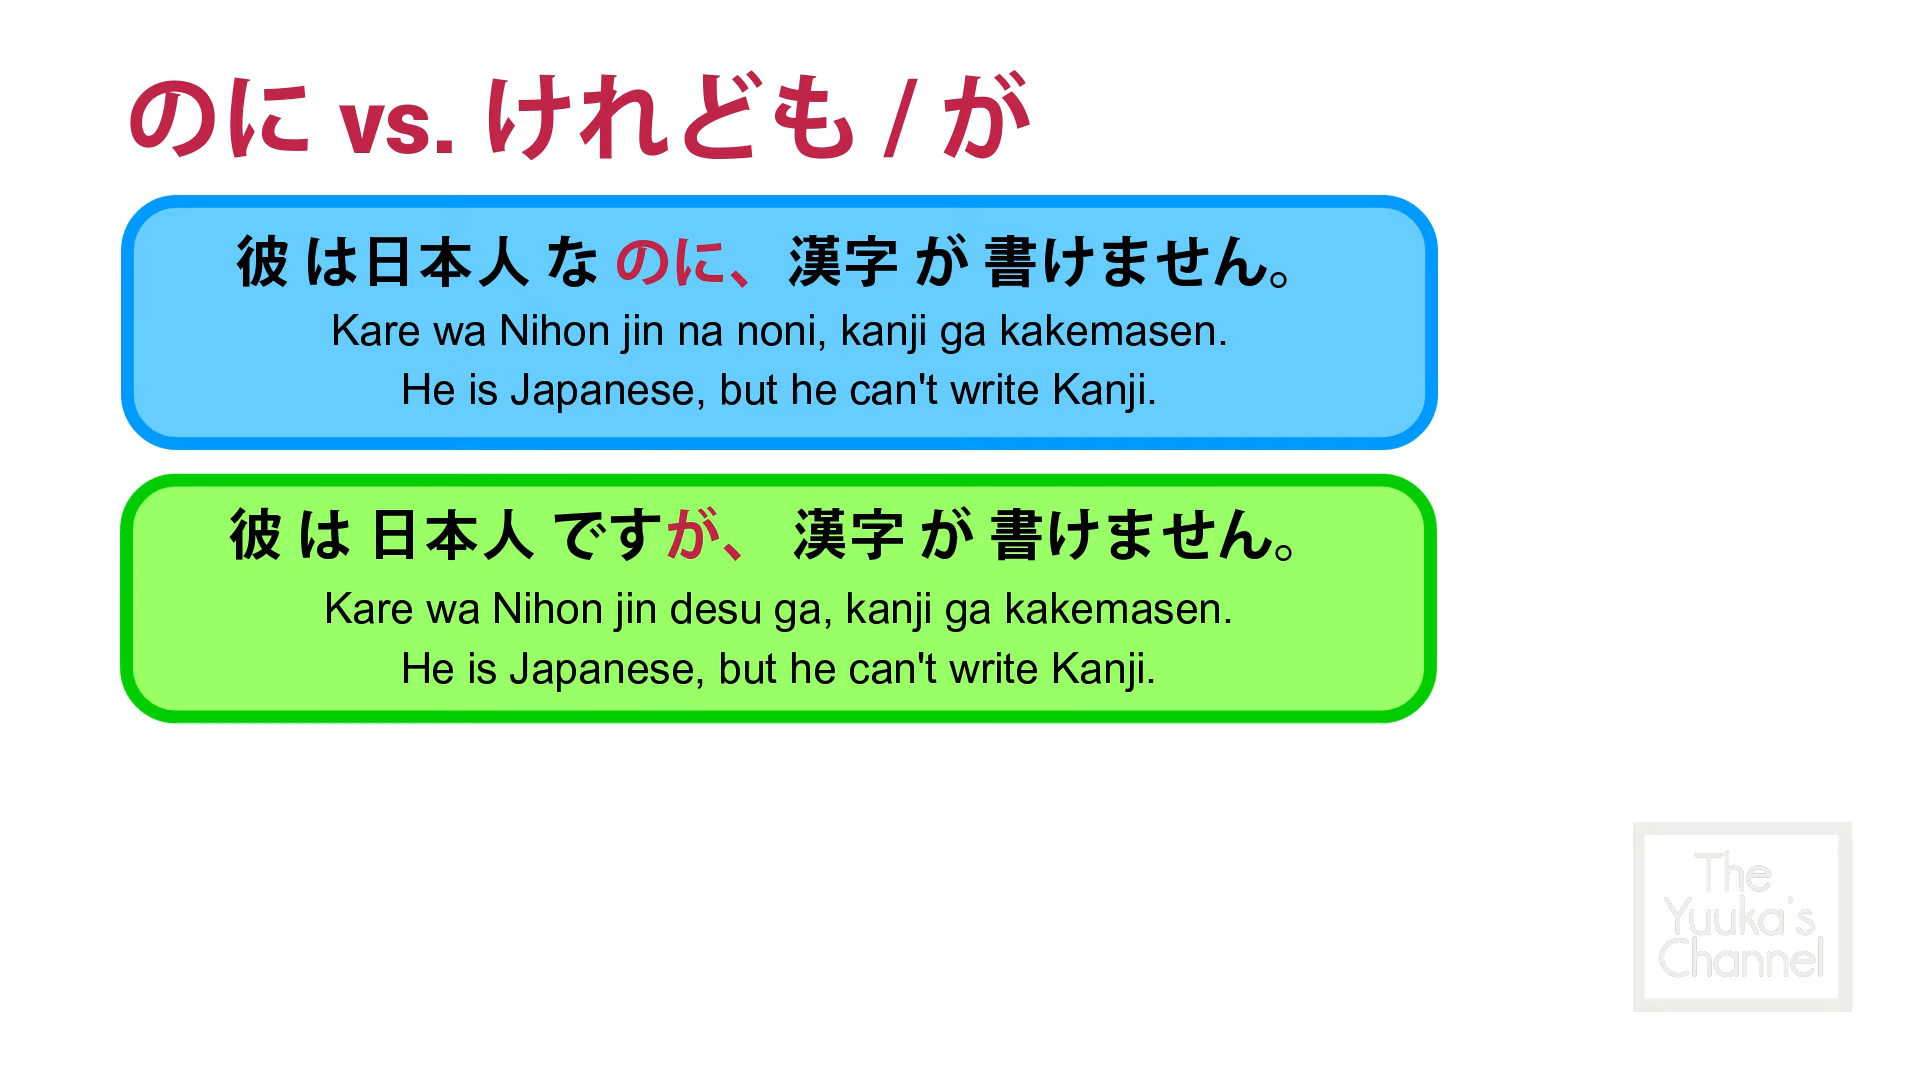 のに vs. けれども / が
彼 は日本人 な のに、漢字 が 書けません。
Kare wa Nihon jin na noni, kanji ga kakemasen.
He is Japanese, but he can't write Kanji.
彼 は 日本人 ですが、 漢字 が 書けません。
Kare wa Nihon jin desu ga, kanji ga kakemasen.
He is Japanese, but he can't write Kanji.
The
Yuuka's
Channel